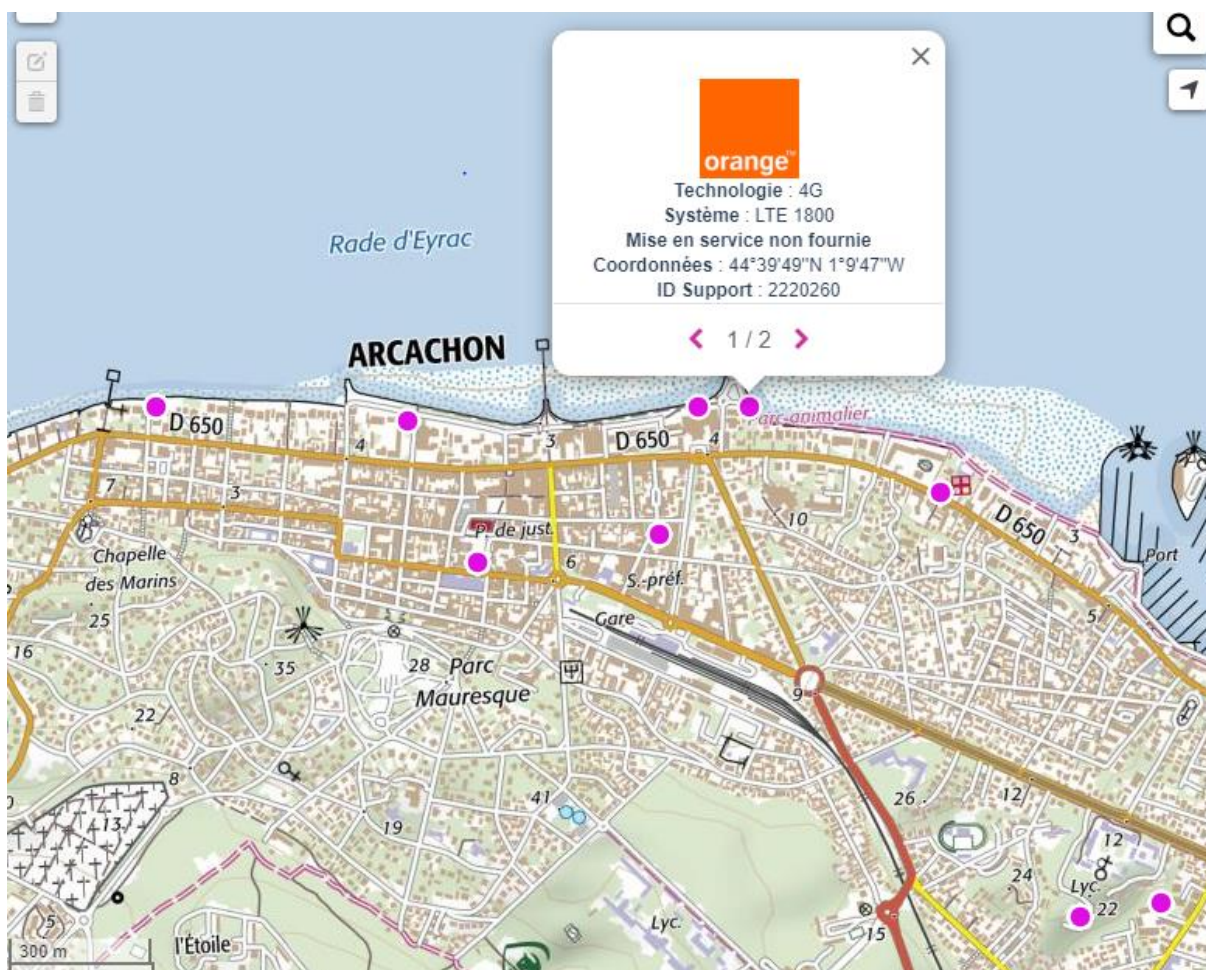 orange™
Technologie : 4G
Système : LTE 1800
Mise en service non fournie
Coordonnées : 44°39'49"N 1°9'47"W
ID Support : 2220260
1 / 2
Rade d'Eyrac
ARCACHON
D 650
D 650
Parc-animalier
4
3
4
7
3
P. de just.
10
D 650
3
Port
Chapelle
des Marins
6
S.-préf.
5
25
Gare
16
35
28
Parc
Mauresque
9
22
8
41
26
12
13
19
12
24
Lyc.
22
5
l'Étoile
Lyc.
15
300 m